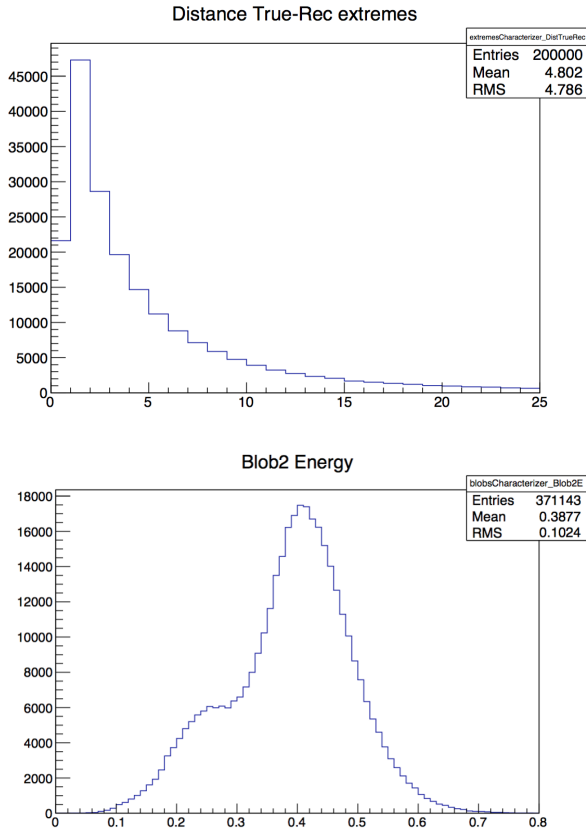 Distance True-Rec extremes
extremesCharacterizer_DistTrueRec
Entries 200000
Mean 4.802
RMS 4.786
45000
40000
35000
30000
25000
20000
15000
10000
5000
0
0 5 10 15 20 25
Blob2 Energy
blobsCharacterizer_Blob2E
Entries 371143
Mean 0.3877
RMS 0.1024
18000
16000
14000
12000
10000
8000
6000
4000
2000
0
0 0.1 0.2 0.3 0.4 0.5 0.6 0.7 0.8